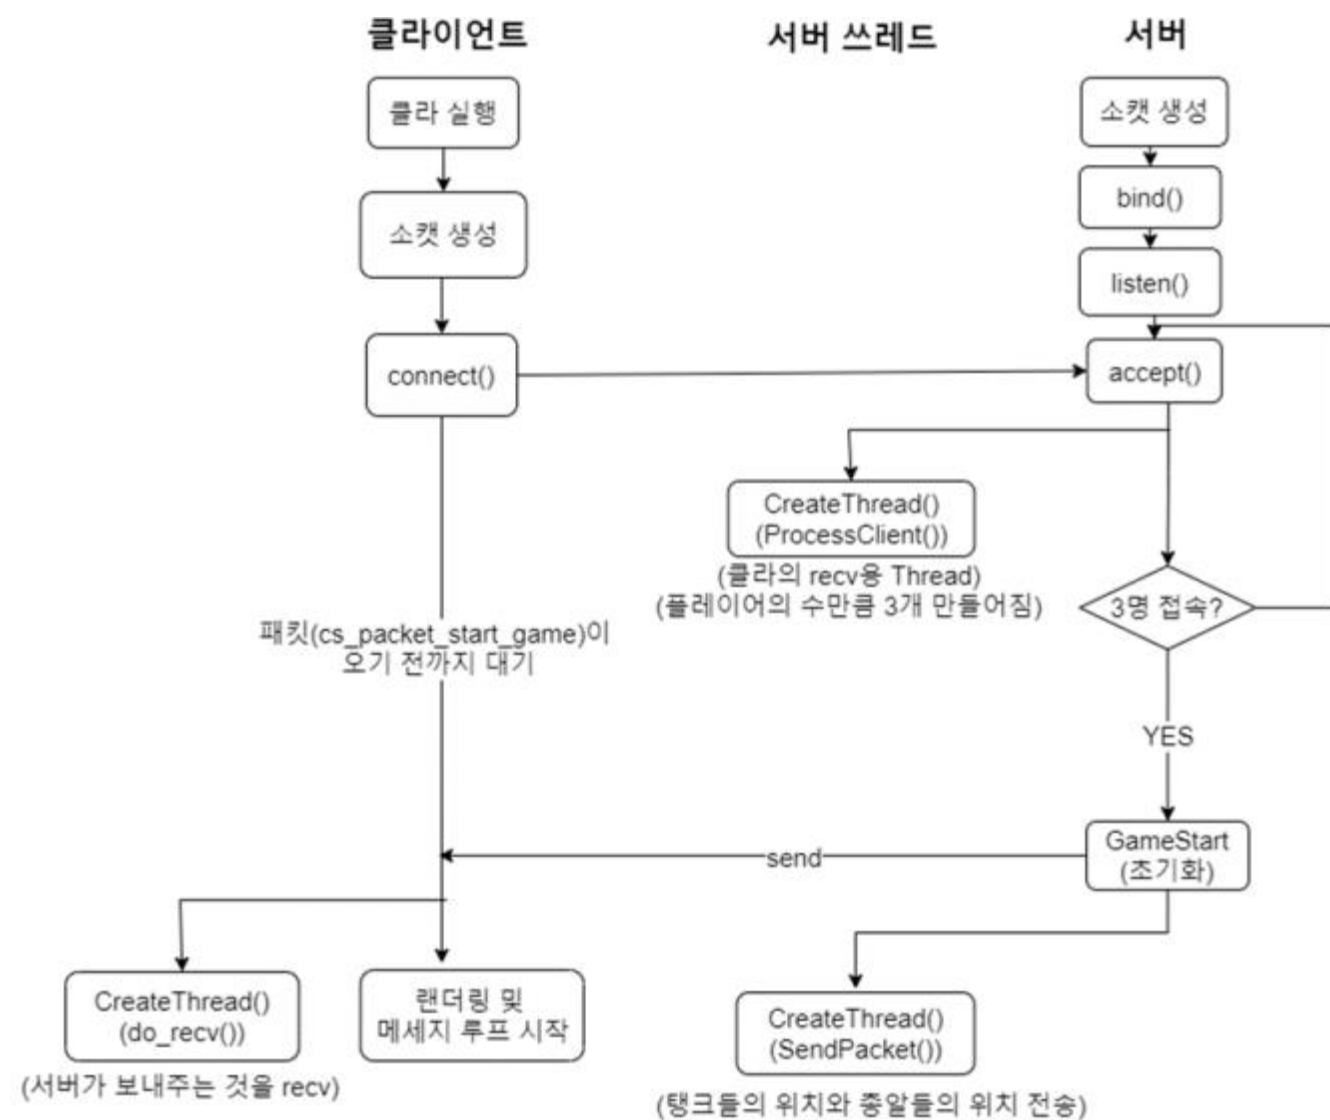 클라이언트
서버 쓰레드
서버
클라 실행
소캣 생성
소캣 생성
bind()
listen()
connect()
accept()
CreateThread()
(ProcessClient())
(클라의 recv용 Thread)
(플레이어의 수만큼 3개 만들어짐)
3명 접속?
패킷(cs_packet_start_game)이
오기 전까지 대기
YES
GameStart
(초기화)
send
CreateThread()
(do_recv())
(서버가 보내주는 것을 recv)
랜더링 및
메세지 루프 시작
CreateThread()
(SendPacket())
(탱크들의 위치와 총알들의 위치 전송)